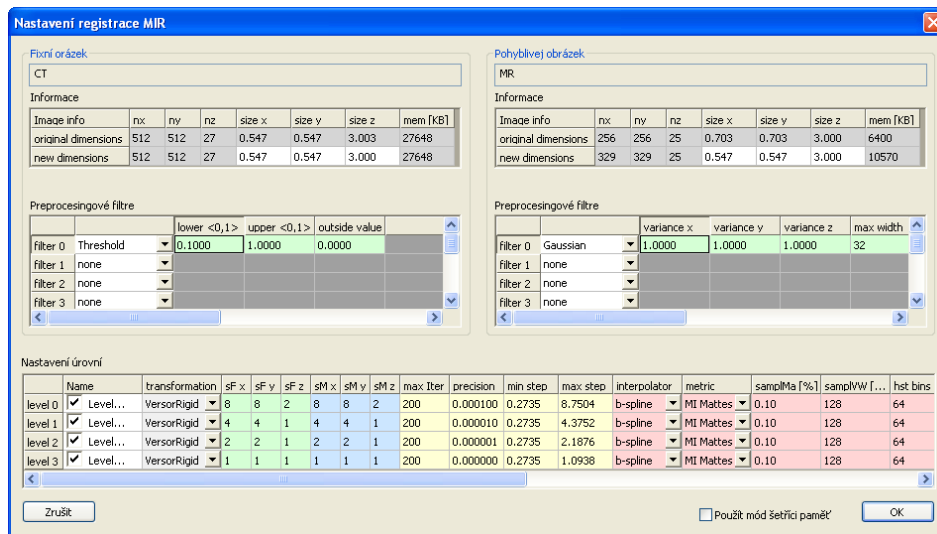 Nastavení registrace MIR
Fixní orázek
CT
Informace
Image info nx ny nz size x size y size z mem [KB]
original dimensions 512 512 27 0.547 0.547 3.003 27648
new dimensions 512 512 27 0.547 0.547 3.000 27648
Preprocesingové filtre
lower <0,1> upper <0,1> outside value
filter 0 Threshold 0.1000 1.0000 0.0000
filter 1 none
filter 2 none
filter 3 none
Pohyblivej obrázek
MR
Informace
Image info nx ny nz size x size y size z mem [KB]
original dimensions 256 256 25 0.703 0.703 3.000 6400
new dimensions 329 329 25 0.547 0.547 3.000 10570
Preprocesingové filtre
variance x variance y variance z max width
filter 0 Gaussian 1.0000 1.0000 1.0000 32
filter 1 none
filter 2 none
filter 3 none
Nastavení úrovní
Name transformation sF x sF y sF z sM x sM y sM z max Iter precision min step max step interpolator metric samplMa [%] samplVW [... hst bins
level 0 Level... VersorRigid 8 8 2 8 8 2 200 0.000100 0.2735 8.7504 b-spline MI Mattes 0.10 128 64
level 1 Level... VersorRigid 4 4 1 4 4 1 200 0.000010 0.2735 4.3752 b-spline MI Mattes 0.10 128 64
level 2 Level... VersorRigid 2 2 1 2 2 1 200 0.000001 0.2735 2.1876 b-spline MI Mattes 0.10 128 64
level 3 Level... VersorRigid 1 1 1 1 1 1 200 0.000000 0.2735 1.0938 b-spline MI Mattes 0.10 128 64
Zrušit
Použít mód šetřící paměť
OK